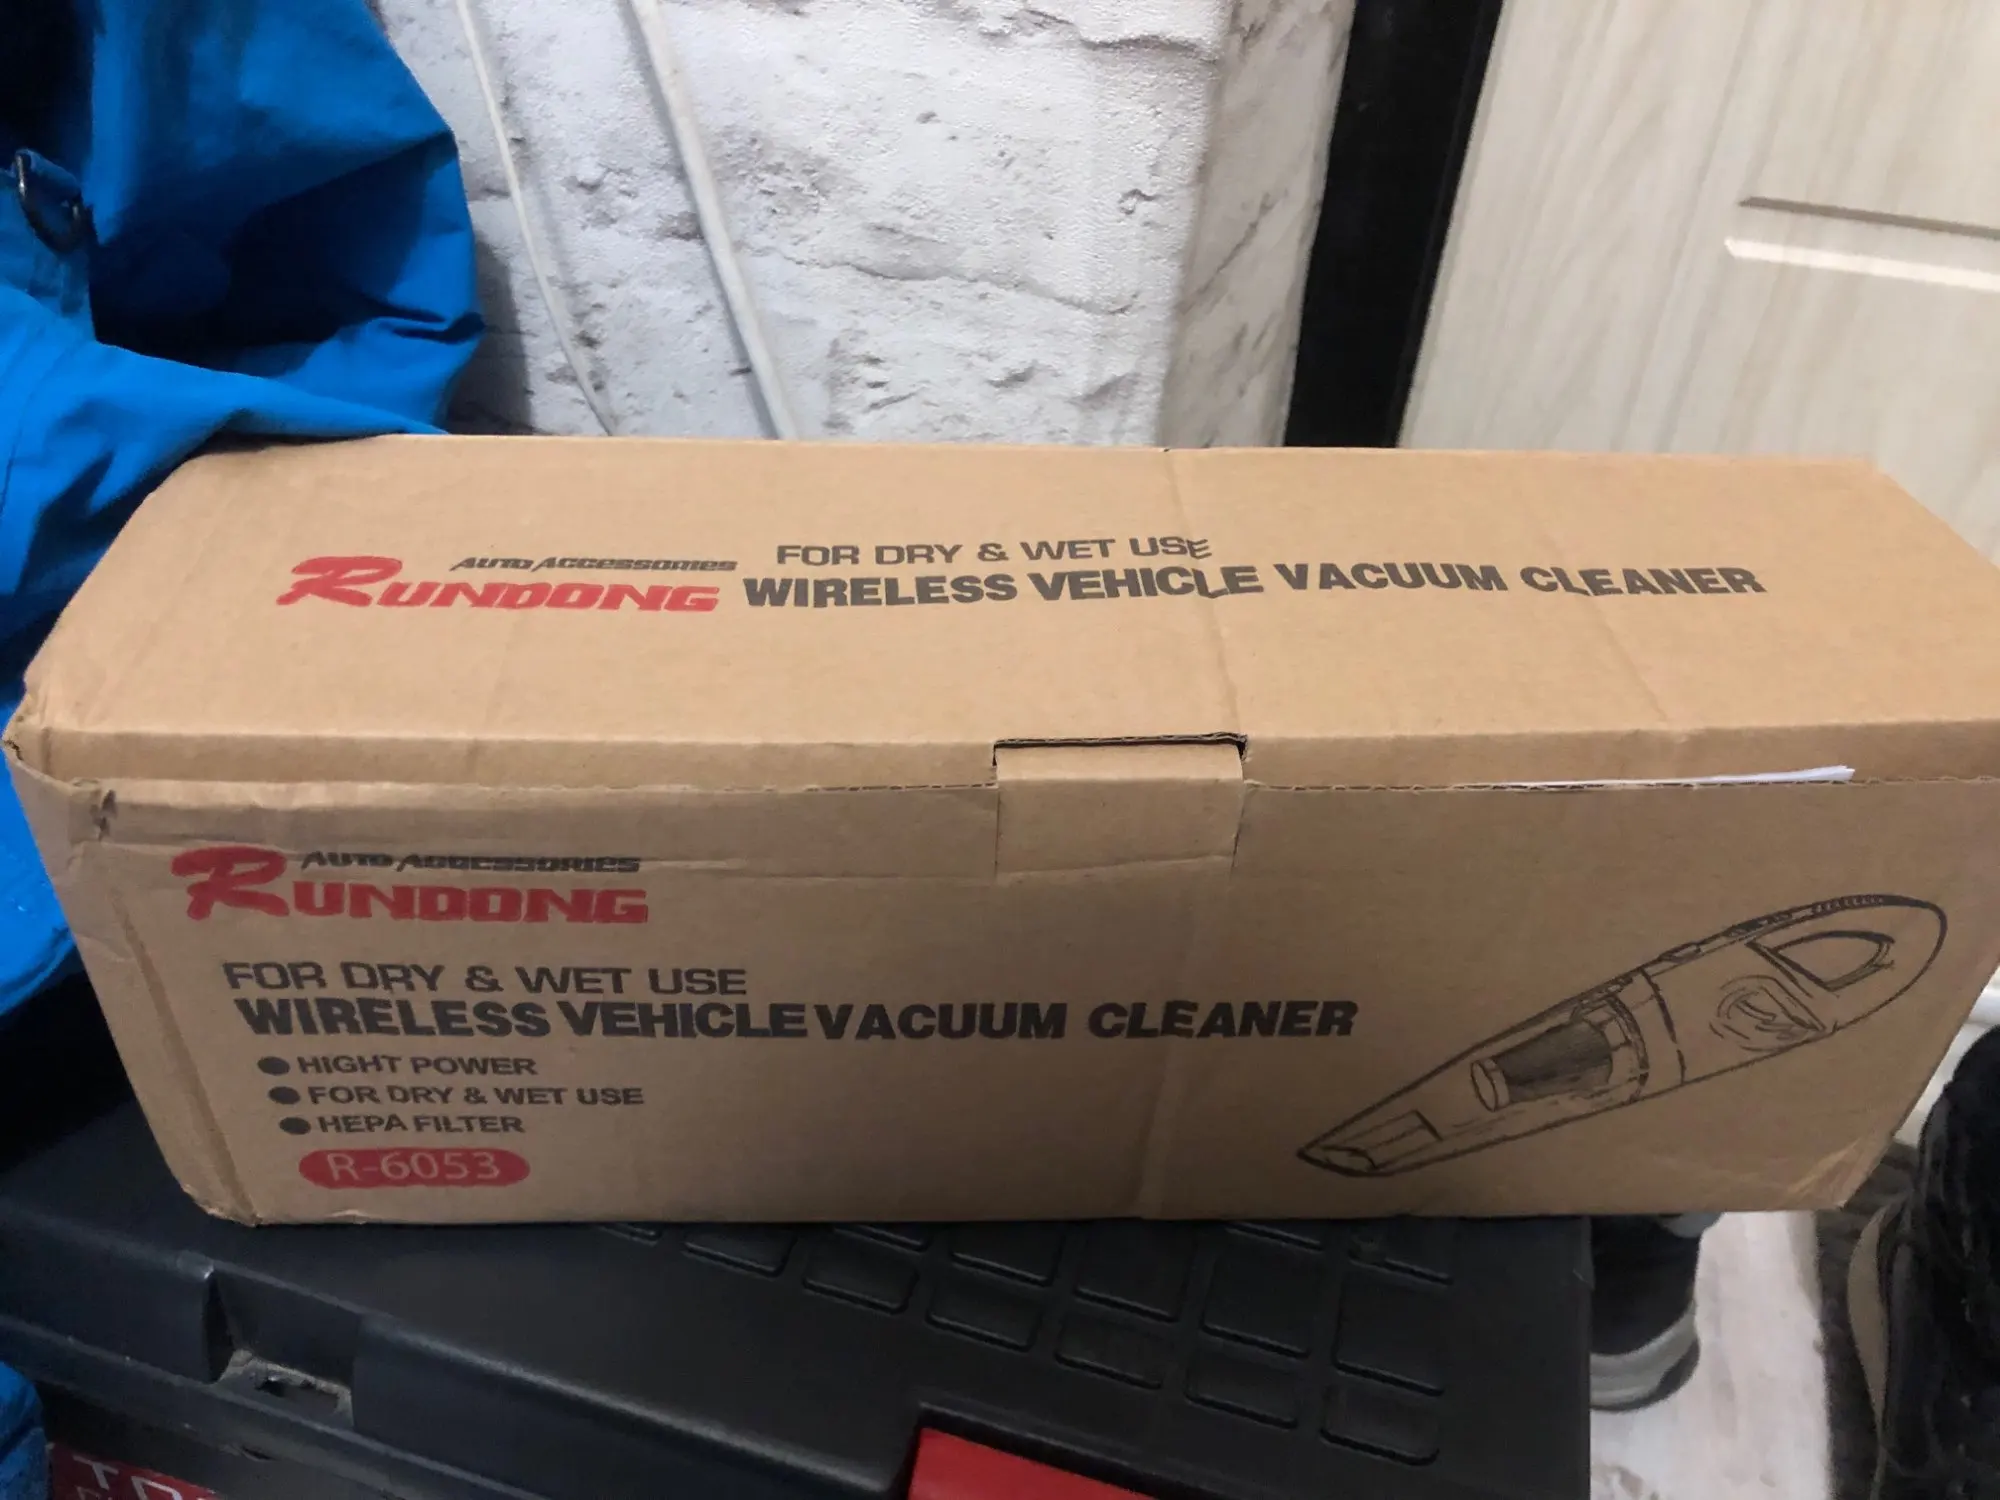 AUTO ACCESSORIES
RUNDONG
FOR DRY & WET USE
WIRELESS VEHICLE VACUUM CLEANER
AUTO ACCESSORIES
RUNDONG
FOR DRY & WET USE
WIRELESS VEHICLE VACUUM CLEANER
● HIGHT POWER
● FOR DRY & WET USE
● HEPA FILTER
R-6053